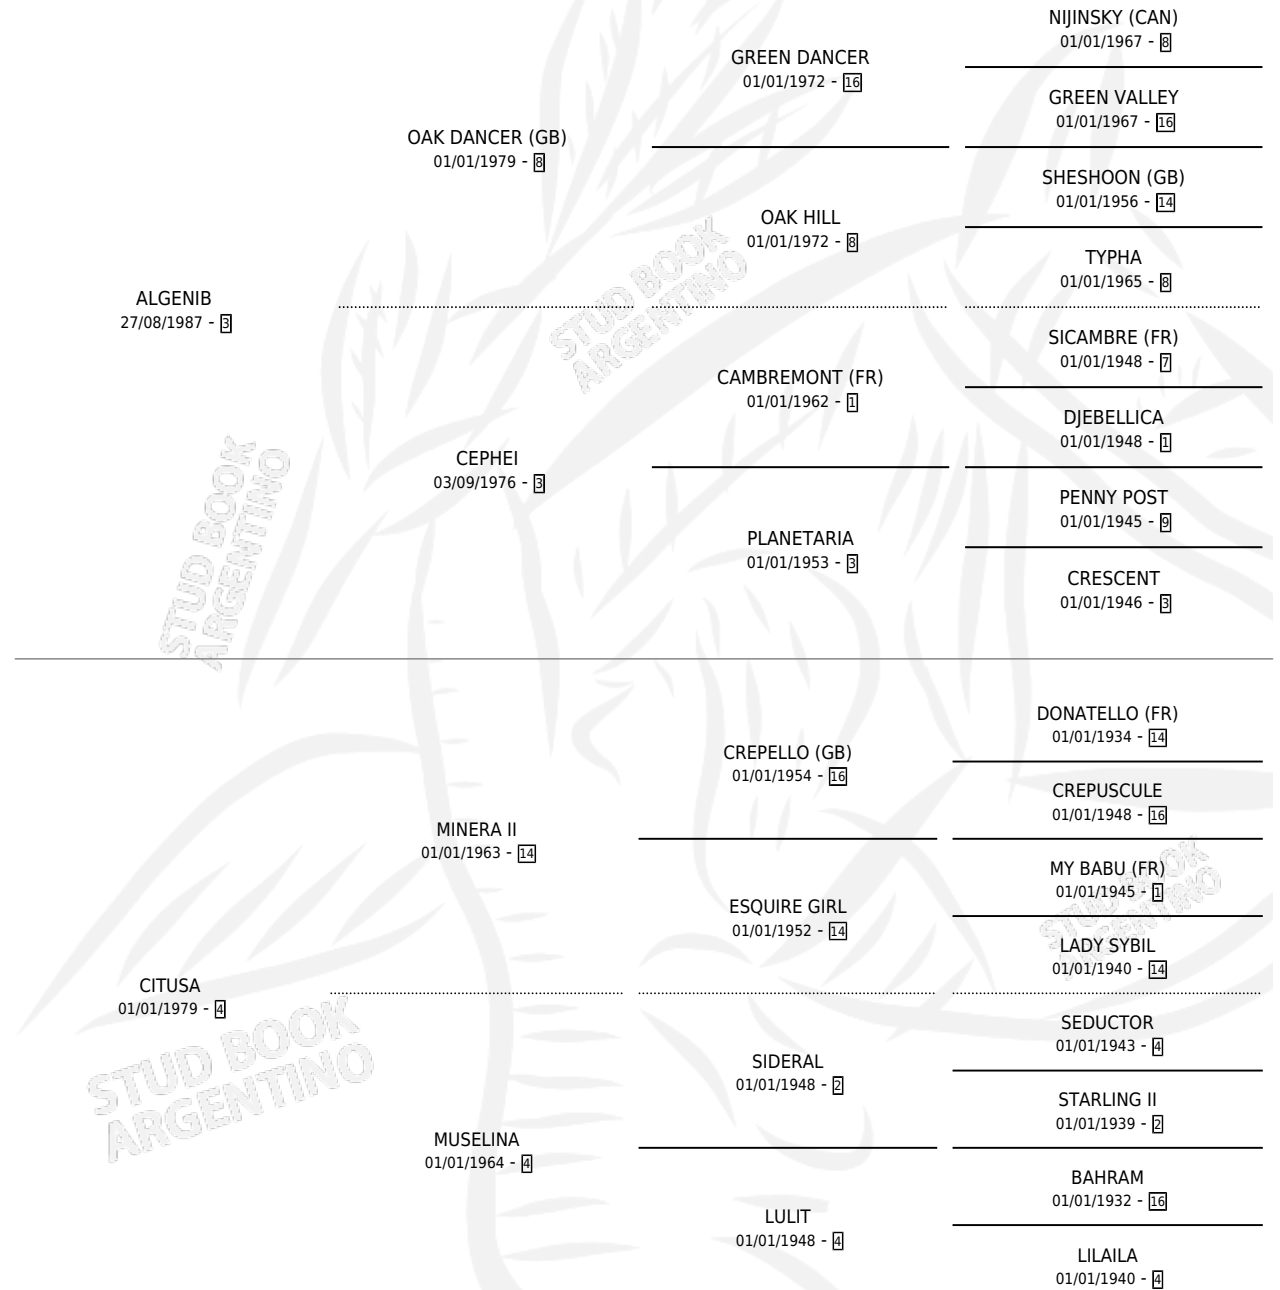 NIJINSKY (CAN)
01/01/1967 - 8
GREEN DANCER
01/01/1972 - 16
GREEN VALLEY
01/01/1967 - 16
OAK DANCER (GB)
01/01/1979 - 8
SHESHOON (GB)
01/01/1956 - 14
OAK HILL
01/01/1972 - 8
TYPHA
01/01/1965 - 8
ALGENIB
27/08/1987 - 3
STUD BOOK
ARGENTINO
SICAMBRE (FR)
01/01/1948 - 7
CAMBREMONT (FR)
01/01/1962 - 1
DJEBELLICA
01/01/1948 - 1
CEPHEI
03/09/1976 - 3
PENNY POST
01/01/1945 - 9
PLANETARIA
01/01/1953 - 3
CRESCENT
01/01/1946 - 3
STUD BOOK
ARGENTINO
DONATELLO (FR)
01/01/1934 - 14
CREPELLO (GB)
01/01/1954 - 16
CREPUSCULE
01/01/1948 - 16
MINERA II
01/01/1963 - 14
MY BABU (FR)
01/01/1945 - 1
ESQUIRE GIRL
01/01/1952 - 14
LADY SYBIL
01/01/1940 - 14
STUD BOOK
ARGENTINO
CITUSA
01/01/1979 - 4
STUD BOOK
ARGENTINO
SEDUCTOR
01/01/1943 - 4
SIDERAL
01/01/1948 - 2
STARLING II
01/01/1939 - 2
MUSELINA
01/01/1964 - 4
BAHRAM
01/01/1932 - 16
LULIT
01/01/1948 - 4
LILAILA
01/01/1940 - 4